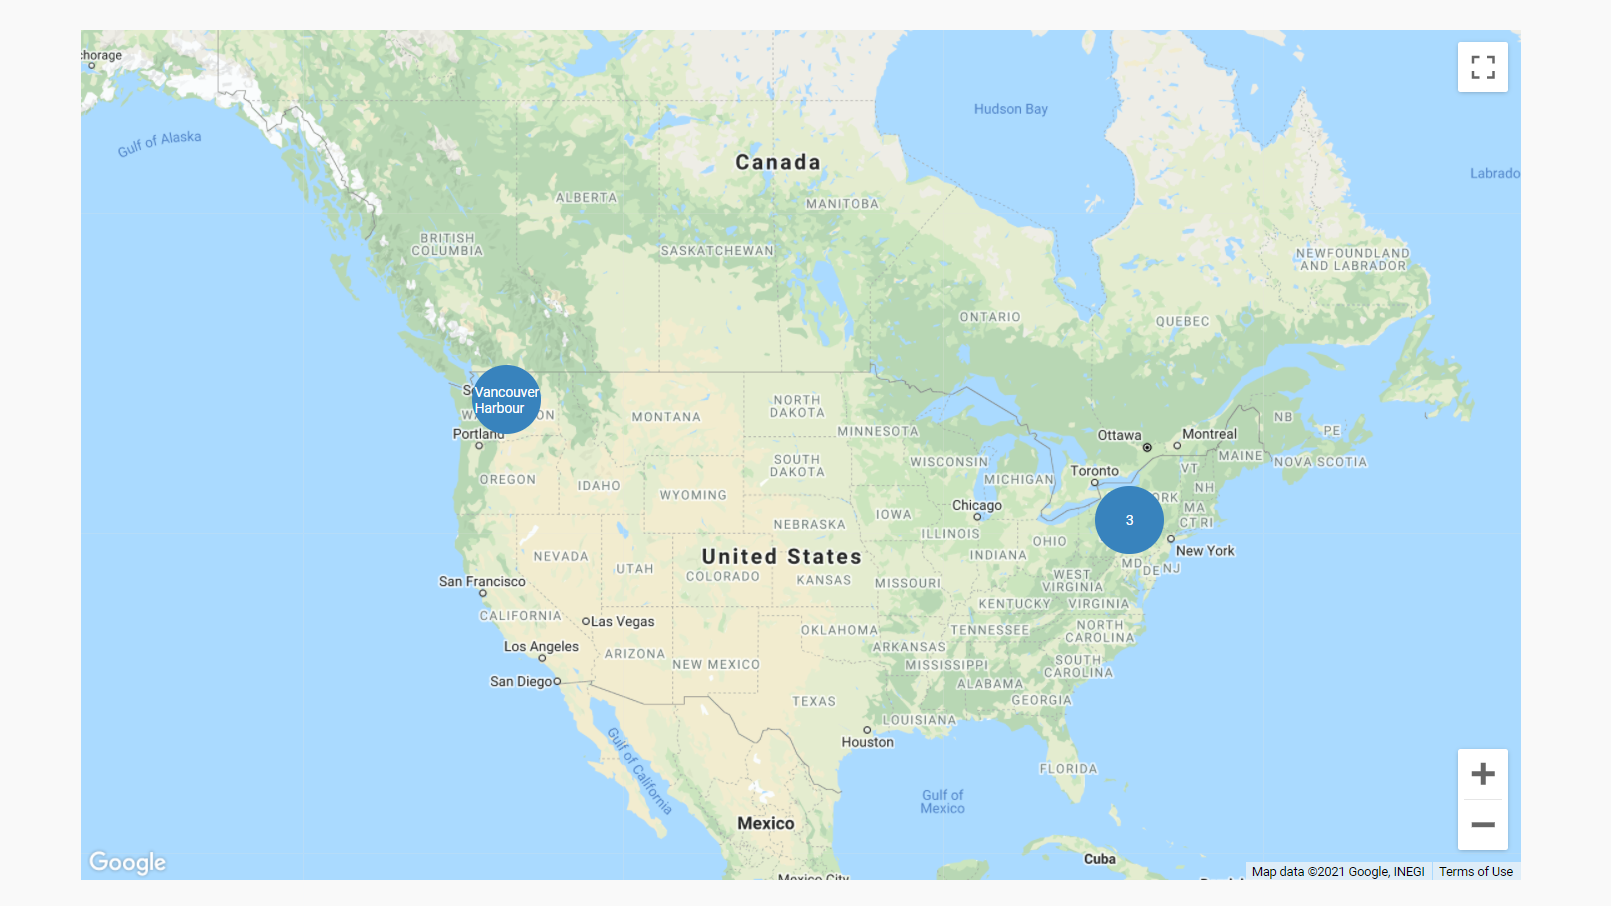 chorage
Gulf of Alaska
Hudson Bay
Canada
Labrado
ALBERTA
MANITOBA
BRITISH
COLUMBIA
SASKATCHEWAN
NEWFOUNDLAND
AND LABRADOR
ONTARIO
QUEBEC
Vancouver
Harbour
Portland
MONTANA
NORTH
DAKOTA
MINNESOTA
Ottawa
Montreal
NB
PE
MAINE
NOVA SCOTIA
OREGON
IDAHO
WYOMING
SOUTH
DAKOTA
WISCONSIN
MICHIGAN
Toronto
VT
NH
3
MA
CT RI
Chicago
IOWA
ILLINOIS
NEBRASKA
INDIANA
OHIO
New York
NEVADA
UTAH
United States
COLORADO
KANSAS
MISSOURI
WEST
VIRGINIA
MD
DE
NJ
San Francisco
CALIFORNIA
Las Vegas
KENTUCKY
VIRGINIA
OKLAHOMA
TENNESSEE
NORTH
CAROLINA
Los Angeles
ARIZONA
NEW MEXICO
ARKANSAS
MISSISSIPPI
SOUTH
CAROLINA
San Diego
ALABAMA
GEORGIA
TEXAS
LOUISIANA
Houston
Gulf of California
FLORIDA
Gulf of
Mexico
Mexico
Cuba
Mexico City
Google
Map data ©2021 Google, INEGI
Terms of Use